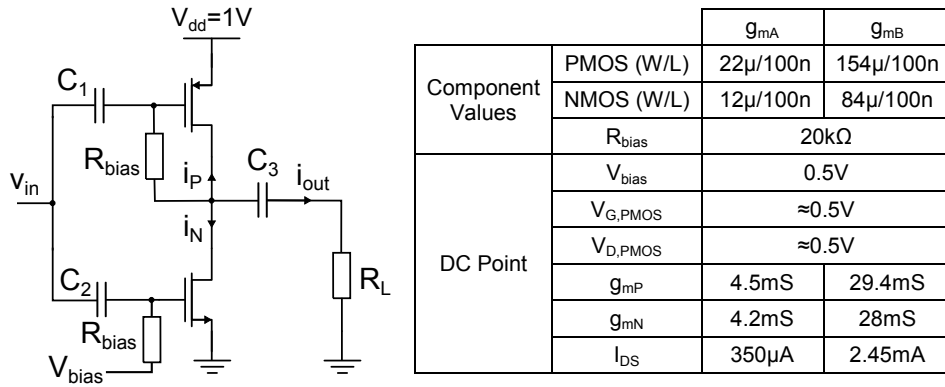 V_dd=1V
C_1
R_bias
C_3
i_P
i_out
v_in
i_N
C_2
R_L
R_bias
V_bias
g_mA g_mB
Component Values PMOS (W/L) 22µ/100n 154µ/100n
NMOS (W/L) 12µ/100n 84µ/100n
R_bias 20kΩ
DC Point V_bias 0.5V
V_G,PMOS ≈0.5V
V_D,PMOS ≈0.5V
g_mP 4.5mS 29.4mS
g_mN 4.2mS 28mS
I_DS 350µA 2.45mA